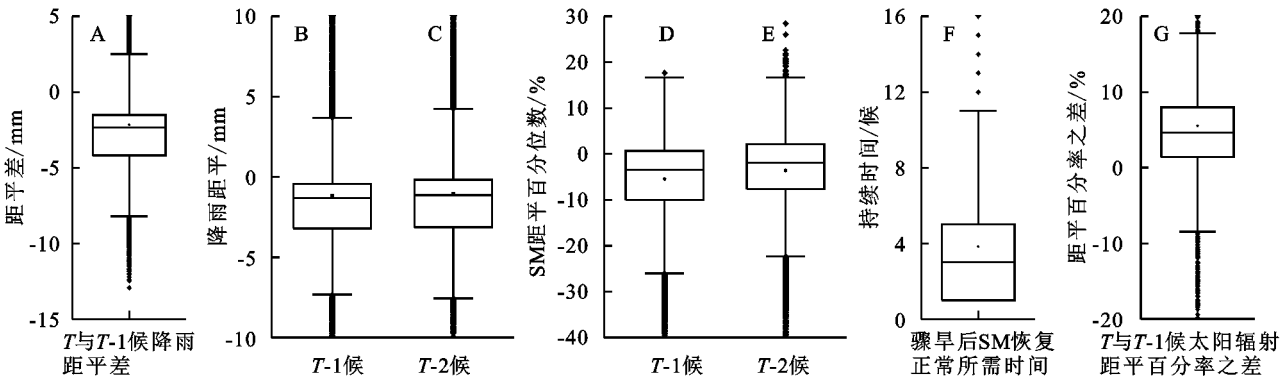 A
5
0
-5
-10
-15
距平差/mm
T与T-1候降雨
距平差
B
C
10
5
0
-5
-10
降雨距平/mm
T-1候
T-2候
D
E
30
20
10
0
-10
-20
-30
-40
SM距平百分位数/%
T-1候
T-2候
F
16
12
8
4
0
持续时间/候
骤旱后SM恢复
正常所需时间
G
20
10
0
-10
-20
距平百分率之差/%
T与T-1候太阳辐射
距平百分率之差